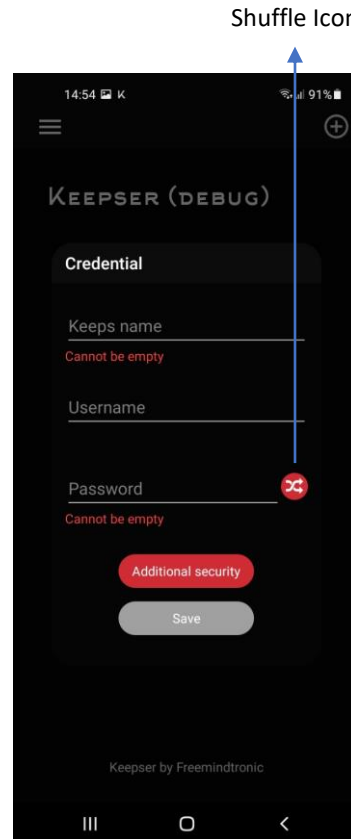 Shuffle Icon
14:54 K 91%
KEEPSER (DEBUG)
Credential
Keeps name
Cannot be empty
Username
Password
Cannot be empty
Additional security
Save
Keepser by Freemindtronic